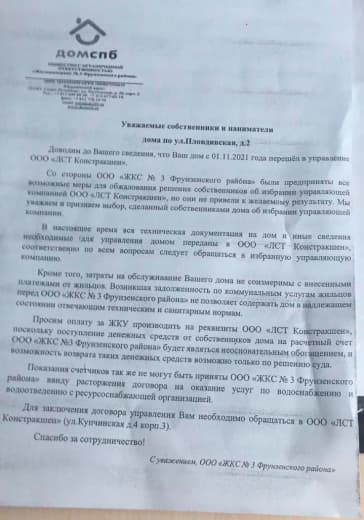 ДОМСПБ
ОБЩЕСТВО С ОГРАНИЧЕННОЙ
ОТВЕТСТВЕННОСТЬЮ
«Жилкомсервис № 3 Фрунзенского района»
Уважаемые собственники и наниматели
дома по ул.Пловдивская, д.2
Доводим до Вашего сведения, что Ваш дом с 01.11.2021 года перешёл в управление
ООО «ЛСТ Констракшен».
Со стороны ООО «ЖКС № 3 Фрунзенского района» были предприняты все
возможные меры для обжалования решения собственников об избрании управляющей
компанией ООО «ЛСТ Констракшен», но они не привели к желаемому результату. Мы
уважаем и признаем выбор, сделанный собственниками дома об избрании управляющей
компании.
В настоящее время вся техническая документация на дом и иные сведения
необходимые для управления домом переданы в ООО «ЛСТ Констракшен»,
соответственно по всем вопросам следует обращаться в избранную управляющую
компанию.
Кроме того, затраты на обслуживание Вашего дома не соизмеримы с внесенными
платежами от жильцов. Возникшая задолженность по коммунальным услугам жильцов
перед ООО «ЖКС № 3 Фрунзенского района» не позволяет содержать дом в надлежащем
состоянии отвечающем техническим и санитарным нормам.
Просим оплату за ЖКУ производить на реквизиты ООО «ЛСТ Констракшен»,
поскольку поступление денежных средств от собственников дома на расчетный счет
ООО «ЖКС №3 Фрунзенского района» будет являться неосновательным обогащением, и
возможность возврата таких денежных средств возможно только по решению суда.
Показания счетчиков так же не могут быть приняты ООО «ЖКС № 3 Фрунзенского
района» ввиду расторжения договора на оказание услуг по водоснабжению и
водоотведению с ресурсоснабжающей организацией.
Для заключения договора управления Вам необходимо обращаться в ООО «ЛСТ
Констракшен» (ул.Купчинская д.4 корп.3).
Спасибо за сотрудничество!
С уважением, ООО «ЖКС № 3 Фрунзенского района»